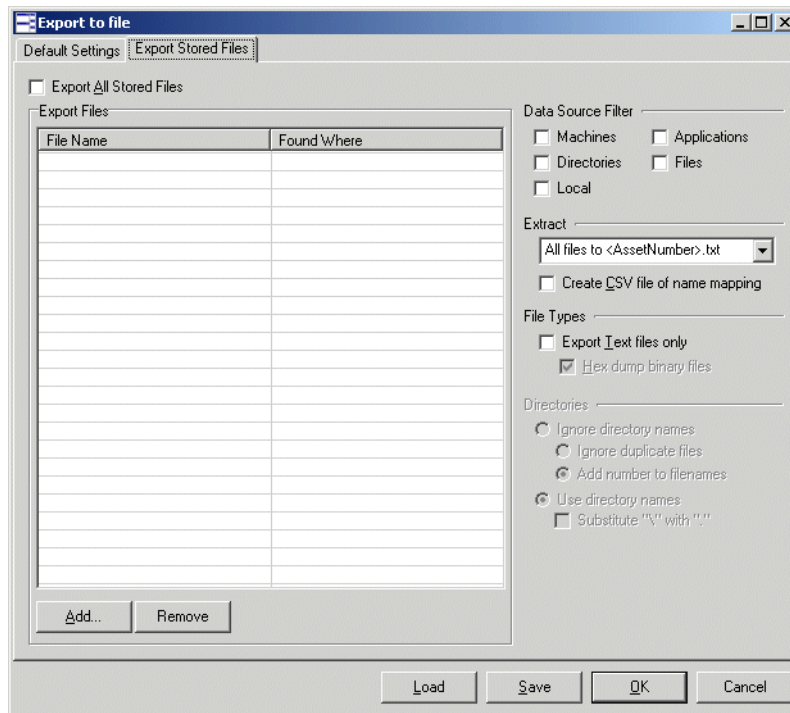 Export to file
Default Settings
Export Stored Files
Export All Stored Files
Export Files
File Name
Found Where
Add...
Remove
Data Source Filter
Machines
Applications
Directories
Files
Local
Extract
All files to <AssetNumber>.txt
Create CSV file of name mapping
File Types
Export Text files only
Hex dump binary files
Directories
Ignore directory names
Ignore duplicate files
Add number to filenames
Use directory names
Substitute "\" with "."
Load
Save
OK
Cancel